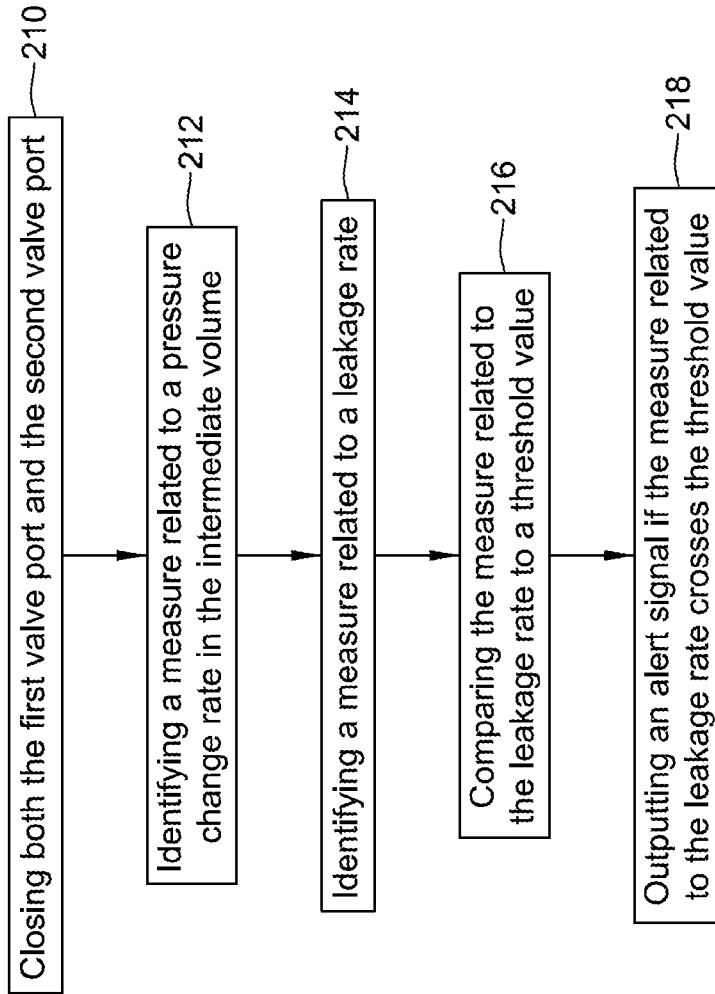 Closing both the first valve port and the second valve port
210
Identifying a measure related to a pressure
change rate in the intermediate volume
212
Identifying a measure related to a leakage rate
214
Comparing the measure related to
the leakage rate to a threshold value
216
Outputting an alert signal if the measure related
to the leakage rate crosses the threshold value
218